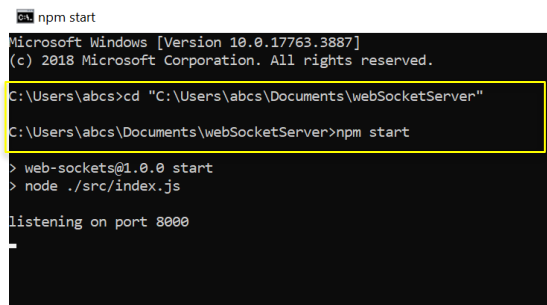 npm start
Microsoft Windows [Version 10.0.17763.3887]
(c) 2018 Microsoft Corporation. All rights reserved.
C:\Users\abcs>cd "C:\Users\abcs\Documents\webSocketServer"
C:\Users\abcs\Documents\webSocketServer>npm start
> web-sockets@1.0.0 start
> node ./src/index.js
listening on port 8000